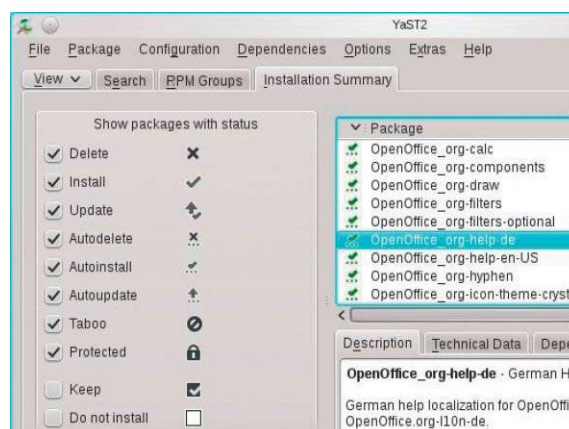 YaST2
File Package Configuration Dependencies Options Extras Help
View Search RPM Groups Installation Summary
Show packages with status
Delete
Install
Update
Autodelete
Autoinstall
Autoupdate
Taboo
Protected
Keep
Do not install
Package
OpenOffice_org-calc
OpenOffice_org-components
OpenOffice_org-draw
OpenOffice_org-filters
OpenOffice_org-filters-optional
OpenOffice_org-help-de
OpenOffice_org-help-en-US
OpenOffice_org-hyphen
OpenOffice_org-icon-theme-cryst
Description Technical Data Depe
OpenOffice_org-help-de - German H
German help localization for OpenOffi
OpenOffice.org-l10n-de.